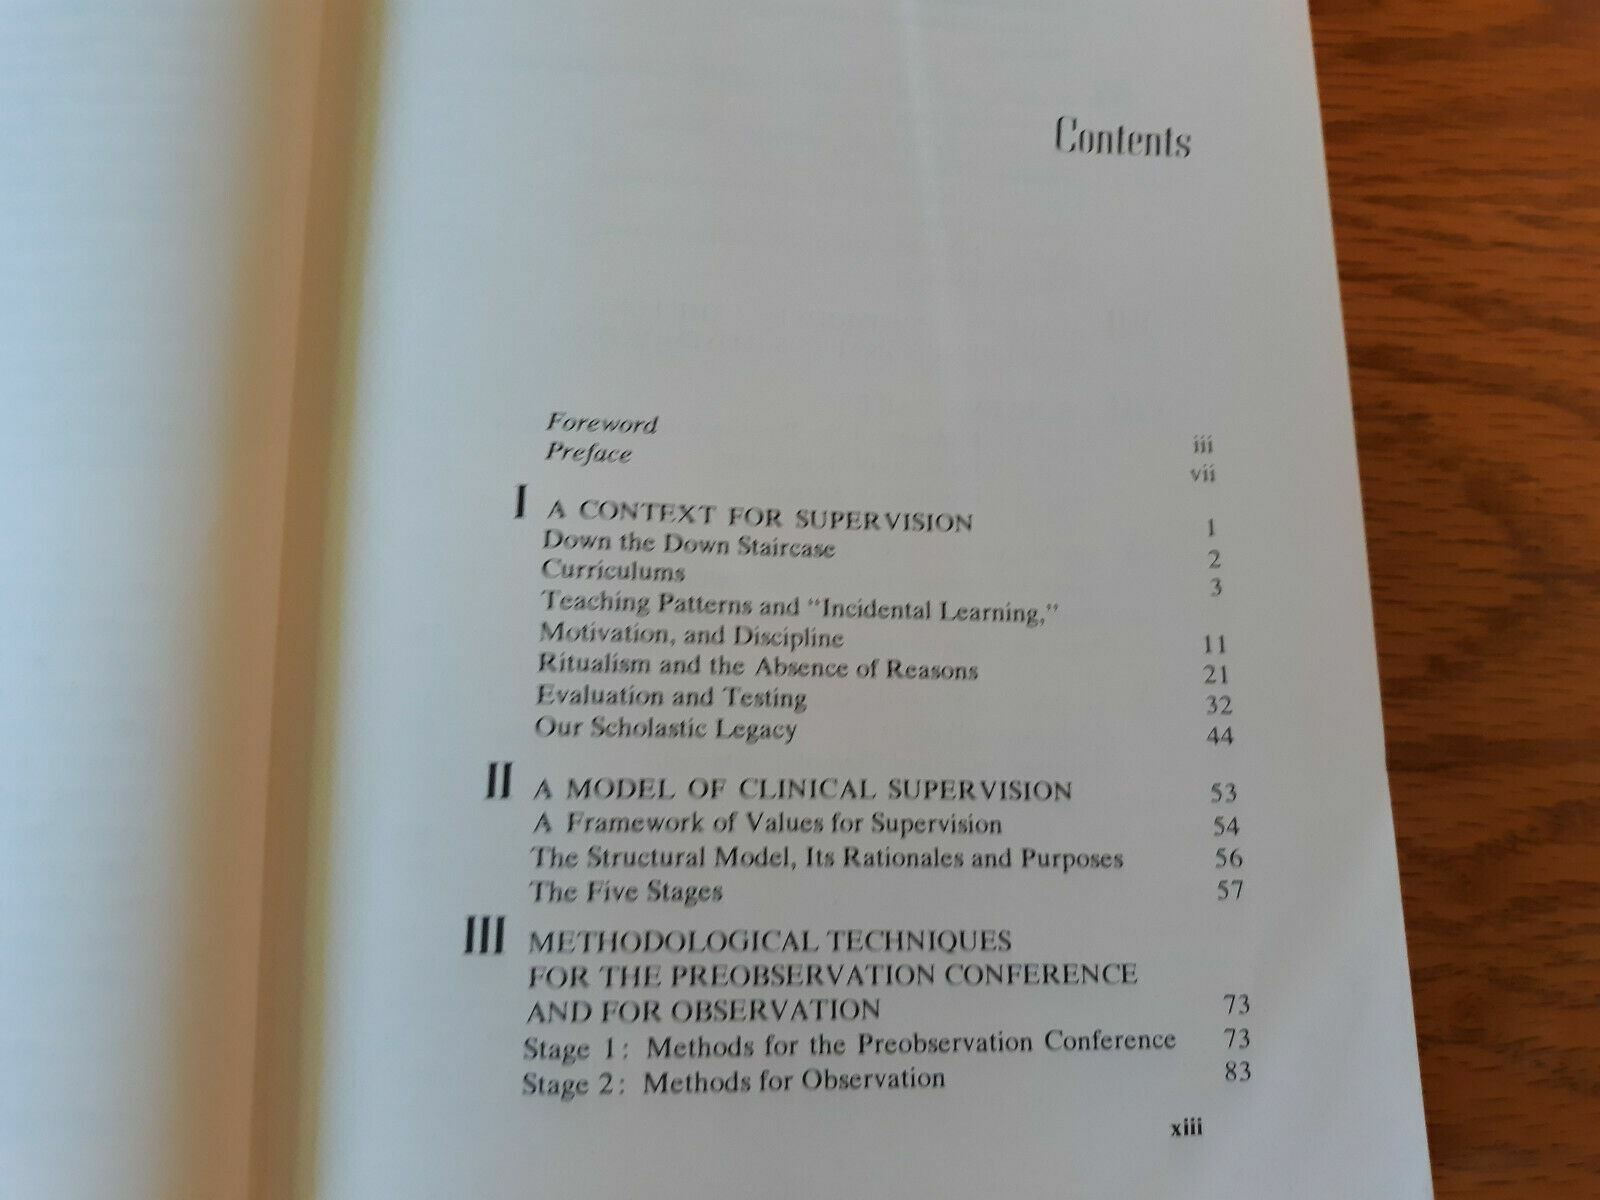 Contents
Foreword iii
Preface vii
I A CONTEXT FOR SUPERVISION 1
Down the Down Staircase 2
Curriculums 3
Teaching Patterns and "Incidental Learning,"
Motivation, and Discipline 11
Ritualism and the Absence of Reasons 21
Evaluation and Testing 32
Our Scholastic Legacy 44
II A MODEL OF CLINICAL SUPERVISION 53
A Framework of Values for Supervision 54
The Structural Model, Its Rationales and Purposes 56
The Five Stages 57
III METHODOLOGICAL TECHNIQUES
FOR THE PREOBSERVATION CONFERENCE
AND FOR OBSERVATION 73
Stage 1: Methods for the Preobservation Conference 73
Stage 2: Methods for Observation 83
xiii